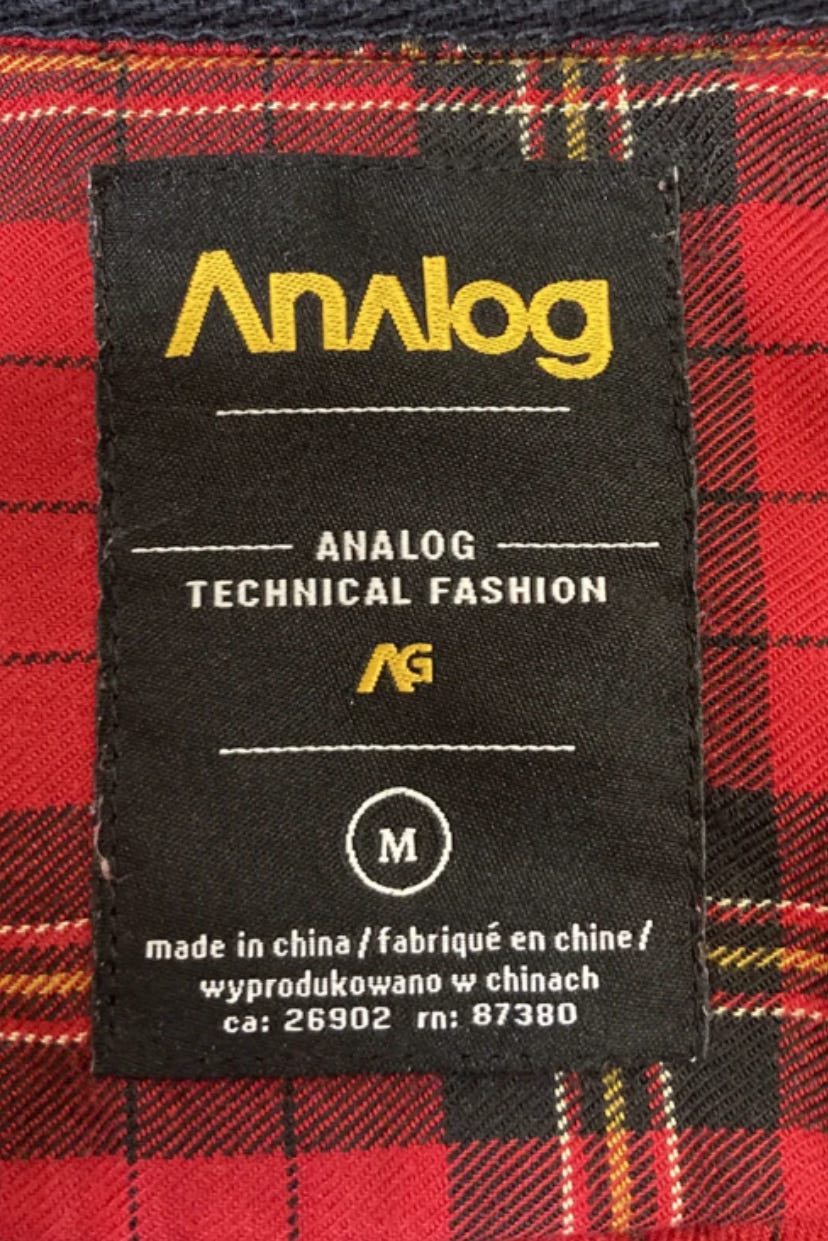 Analog
ANALOG
TECHNICAL FASHION
AG
M
made in china / fabriqué en chine /
wyprodukowano w chinach
ca: 26902 rn: 87380